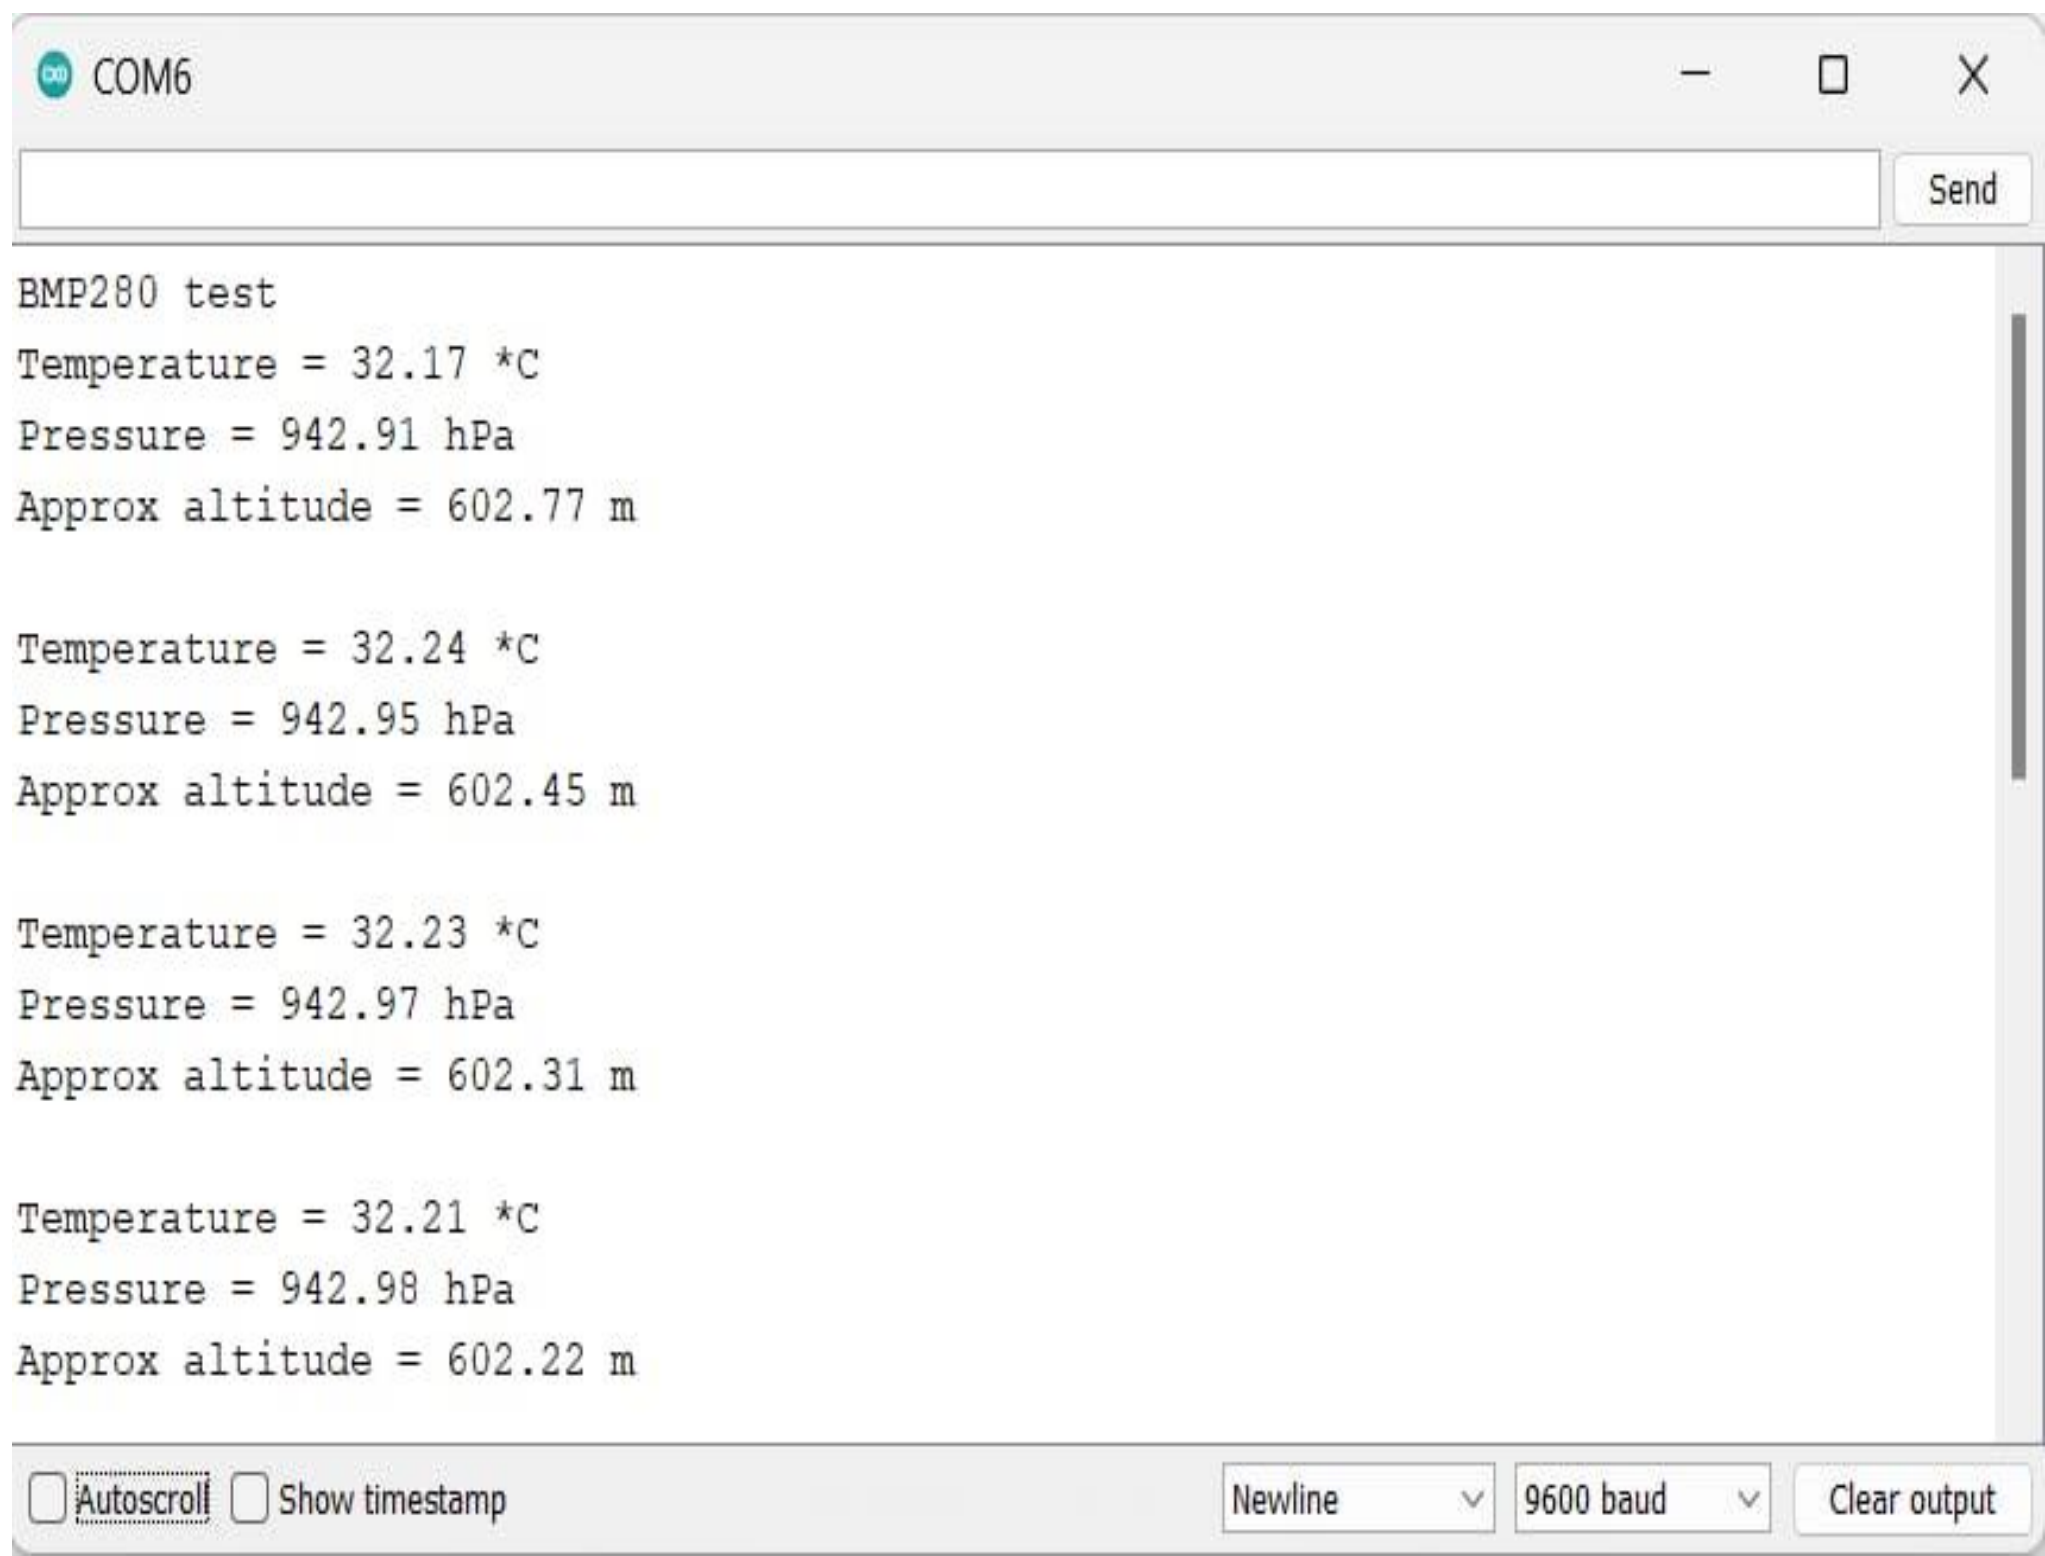 COM6
Send
BMP280 test
Temperature = 32.17 *C
Pressure = 942.91 hPa
Approx altitude = 602.77 m
Temperature = 32.24 *C
Pressure = 942.95 hPa
Approx altitude = 602.45 m
Temperature = 32.23 *C
Pressure = 942.97 hPa
Approx altitude = 602.31 m
Temperature = 32.21 *C
Pressure = 942.98 hPa
Approx altitude = 602.22 m
Autoscroll Show timestamp Newline 9600 baud Clear output